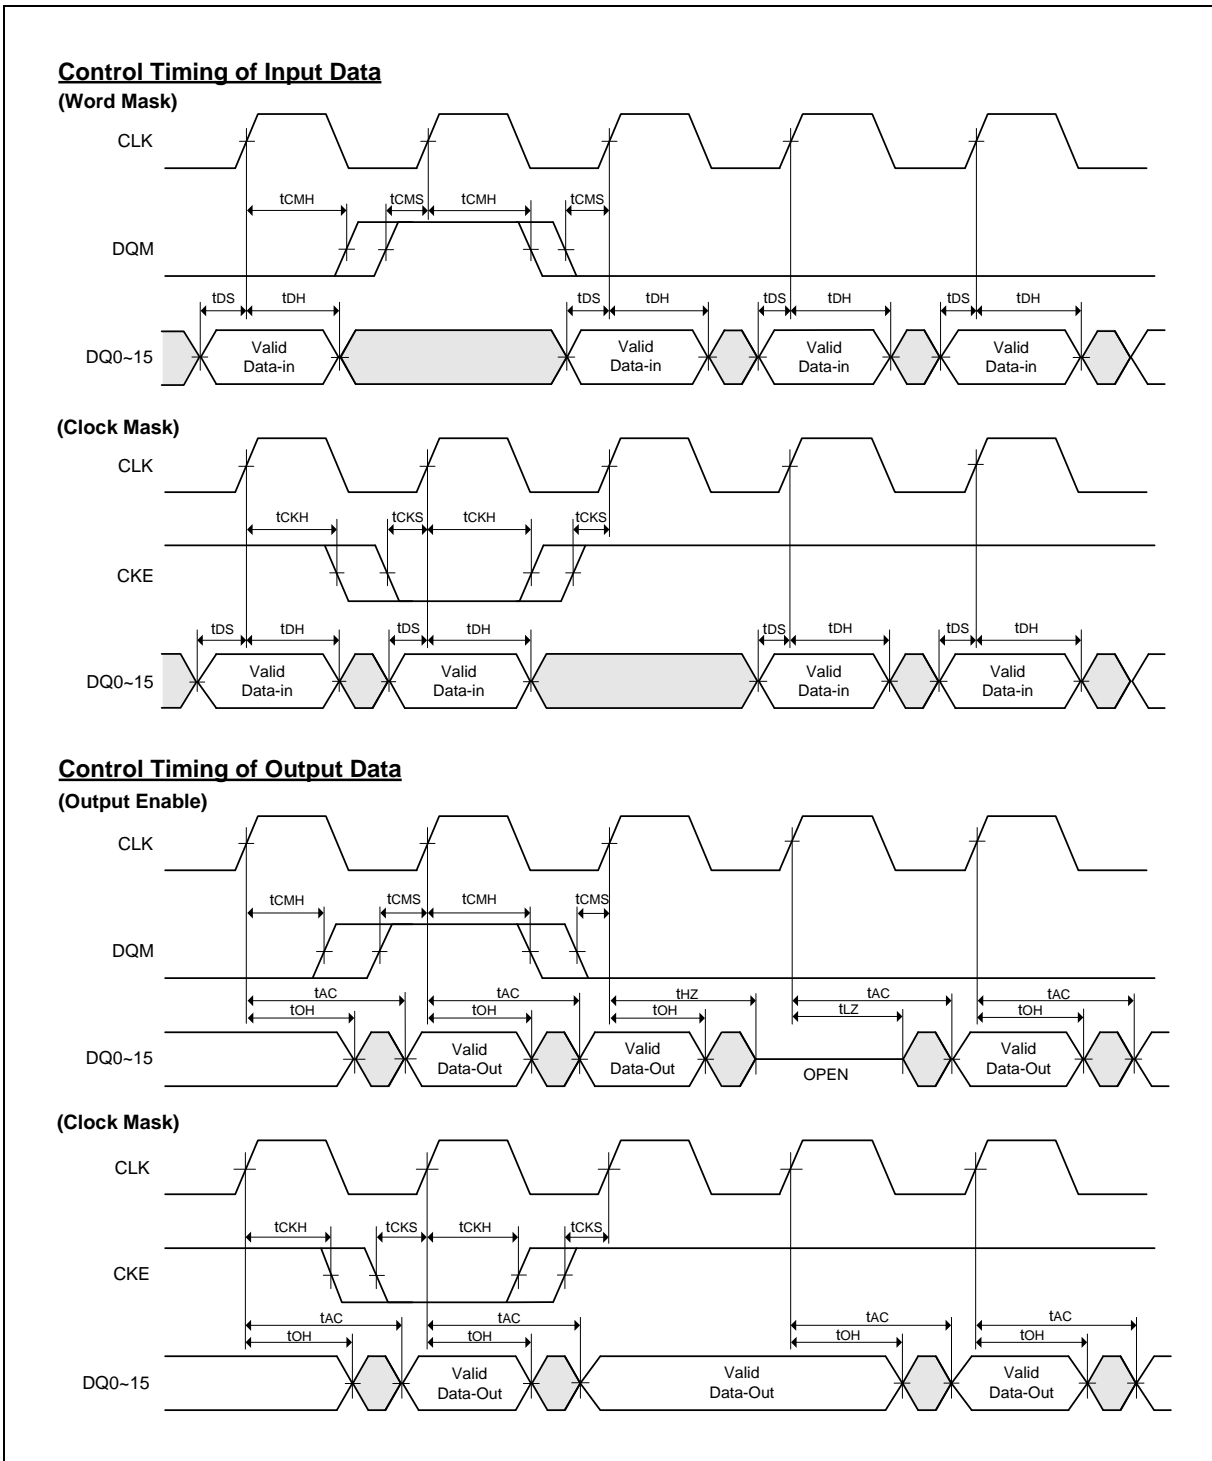 Control Timing of Input Data
(Word Mask)
CLK
tCMH tCMS tCMH tCMS
DQM
tDS tDH tDS tDH tDS tDH tDS tDH
DQ0~15
Valid Data-in
Valid Data-in
Valid Data-in
Valid Data-in
(Clock Mask)
CLK
tCKH tCKS tCKH tCKS
CKE
tDS tDH tDS tDH tDS tDH tDS tDH
DQ0~15
Valid Data-in
Valid Data-in
Valid Data-in
Valid Data-in
Control Timing of Output Data
(Output Enable)
CLK
tCMH tCMS tCMH tCMS
DQM
tAC tAC tHZ tAC tAC
tOH tOH tOH tLZ tOH
DQ0~15
Valid Data-Out
Valid Data-Out
OPEN
Valid Data-Out
(Clock Mask)
CLK
tCKH tCKS tCKH tCKS
CKE
tAC tAC tAC tAC
tOH tOH tOH tOH
DQ0~15
Valid Data-Out
Valid Data-Out
Valid Data-Out